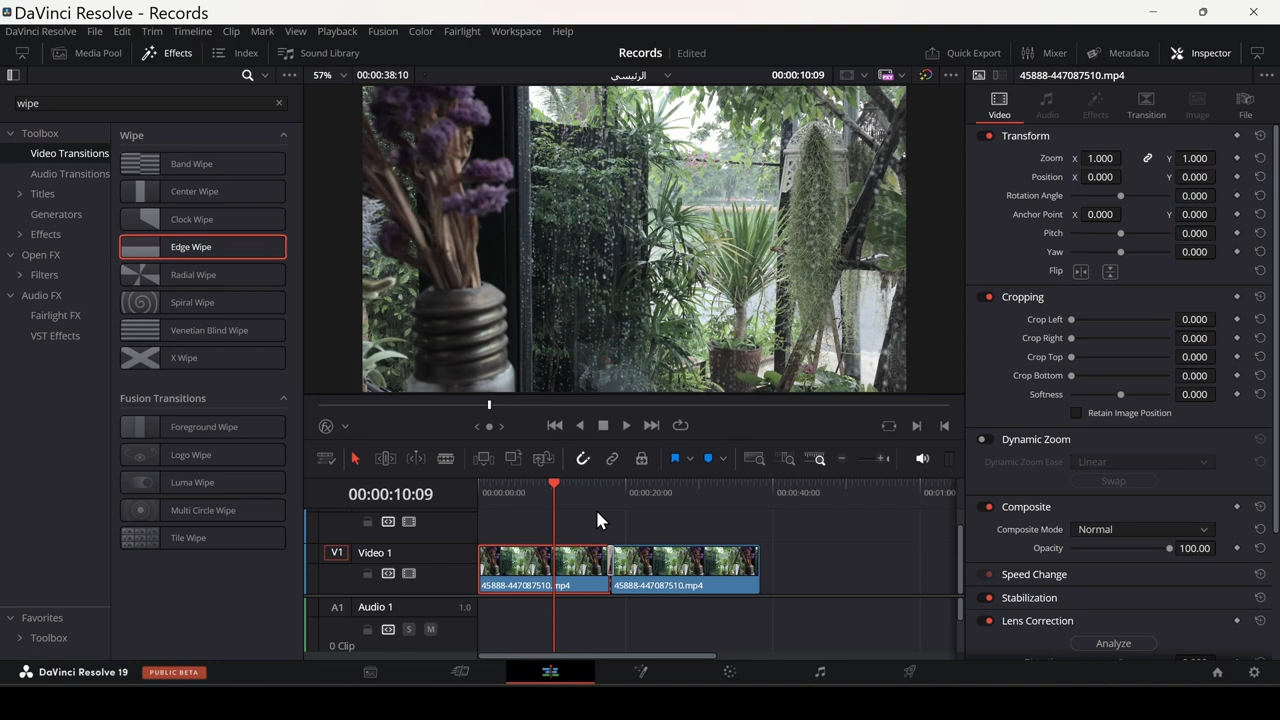 DaVinci Resolve - Records
DaVinci Resolve File Edit Trim Timeline Clip Mark View Playback Fusion Color Fairlight Workspace Help
Media Pool Effects Index Sound Library Records Edited Quick Export Mixer Metadata Inspector
57% 00:00:38:10 الرئيسي 00:00:10:09 45888-447087510.mp4
wipe
Video Audio Effects Transition Image File
Toolbox
Video Transitions
Audio Transitions
Titles
Generators
Effects
Open FX
Filters
Audio FX
Fairlight FX
VST Effects
Favorites
Toolbox
Wipe
Band Wipe
Center Wipe
Clock Wipe
Edge Wipe
Radial Wipe
Spiral Wipe
Venetian Blind Wipe
X Wipe
Fusion Transitions
Foreground Wipe
Logo Wipe
Luma Wipe
Multi Circle Wipe
Tile Wipe
00:00:10:09
00:00:00:00 00:00:20:00 00:00:40:00 00:01:00
V1 Video 1
45888-447087510.mp4 45888-447087510.mp4
A1 Audio 1 1.0
S M
0 Clip
Transform
Zoom X 1.000 Y 1.000
Position X 0.000 Y 0.000
Rotation Angle 0.000
Anchor Point X 0.000 Y 0.000
Pitch 0.000
Yaw 0.000
Flip
Cropping
Crop Left 0.000
Crop Right 0.000
Crop Top 0.000
Crop Bottom 0.000
Softness 0.000
Retain Image Position
Dynamic Zoom
Dynamic Zoom Ease Linear
Swap
Composite
Composite Mode Normal
Opacity 100.00
Speed Change
Stabilization
Lens Correction
Analyze
DaVinci Resolve 19 PUBLIC BETA